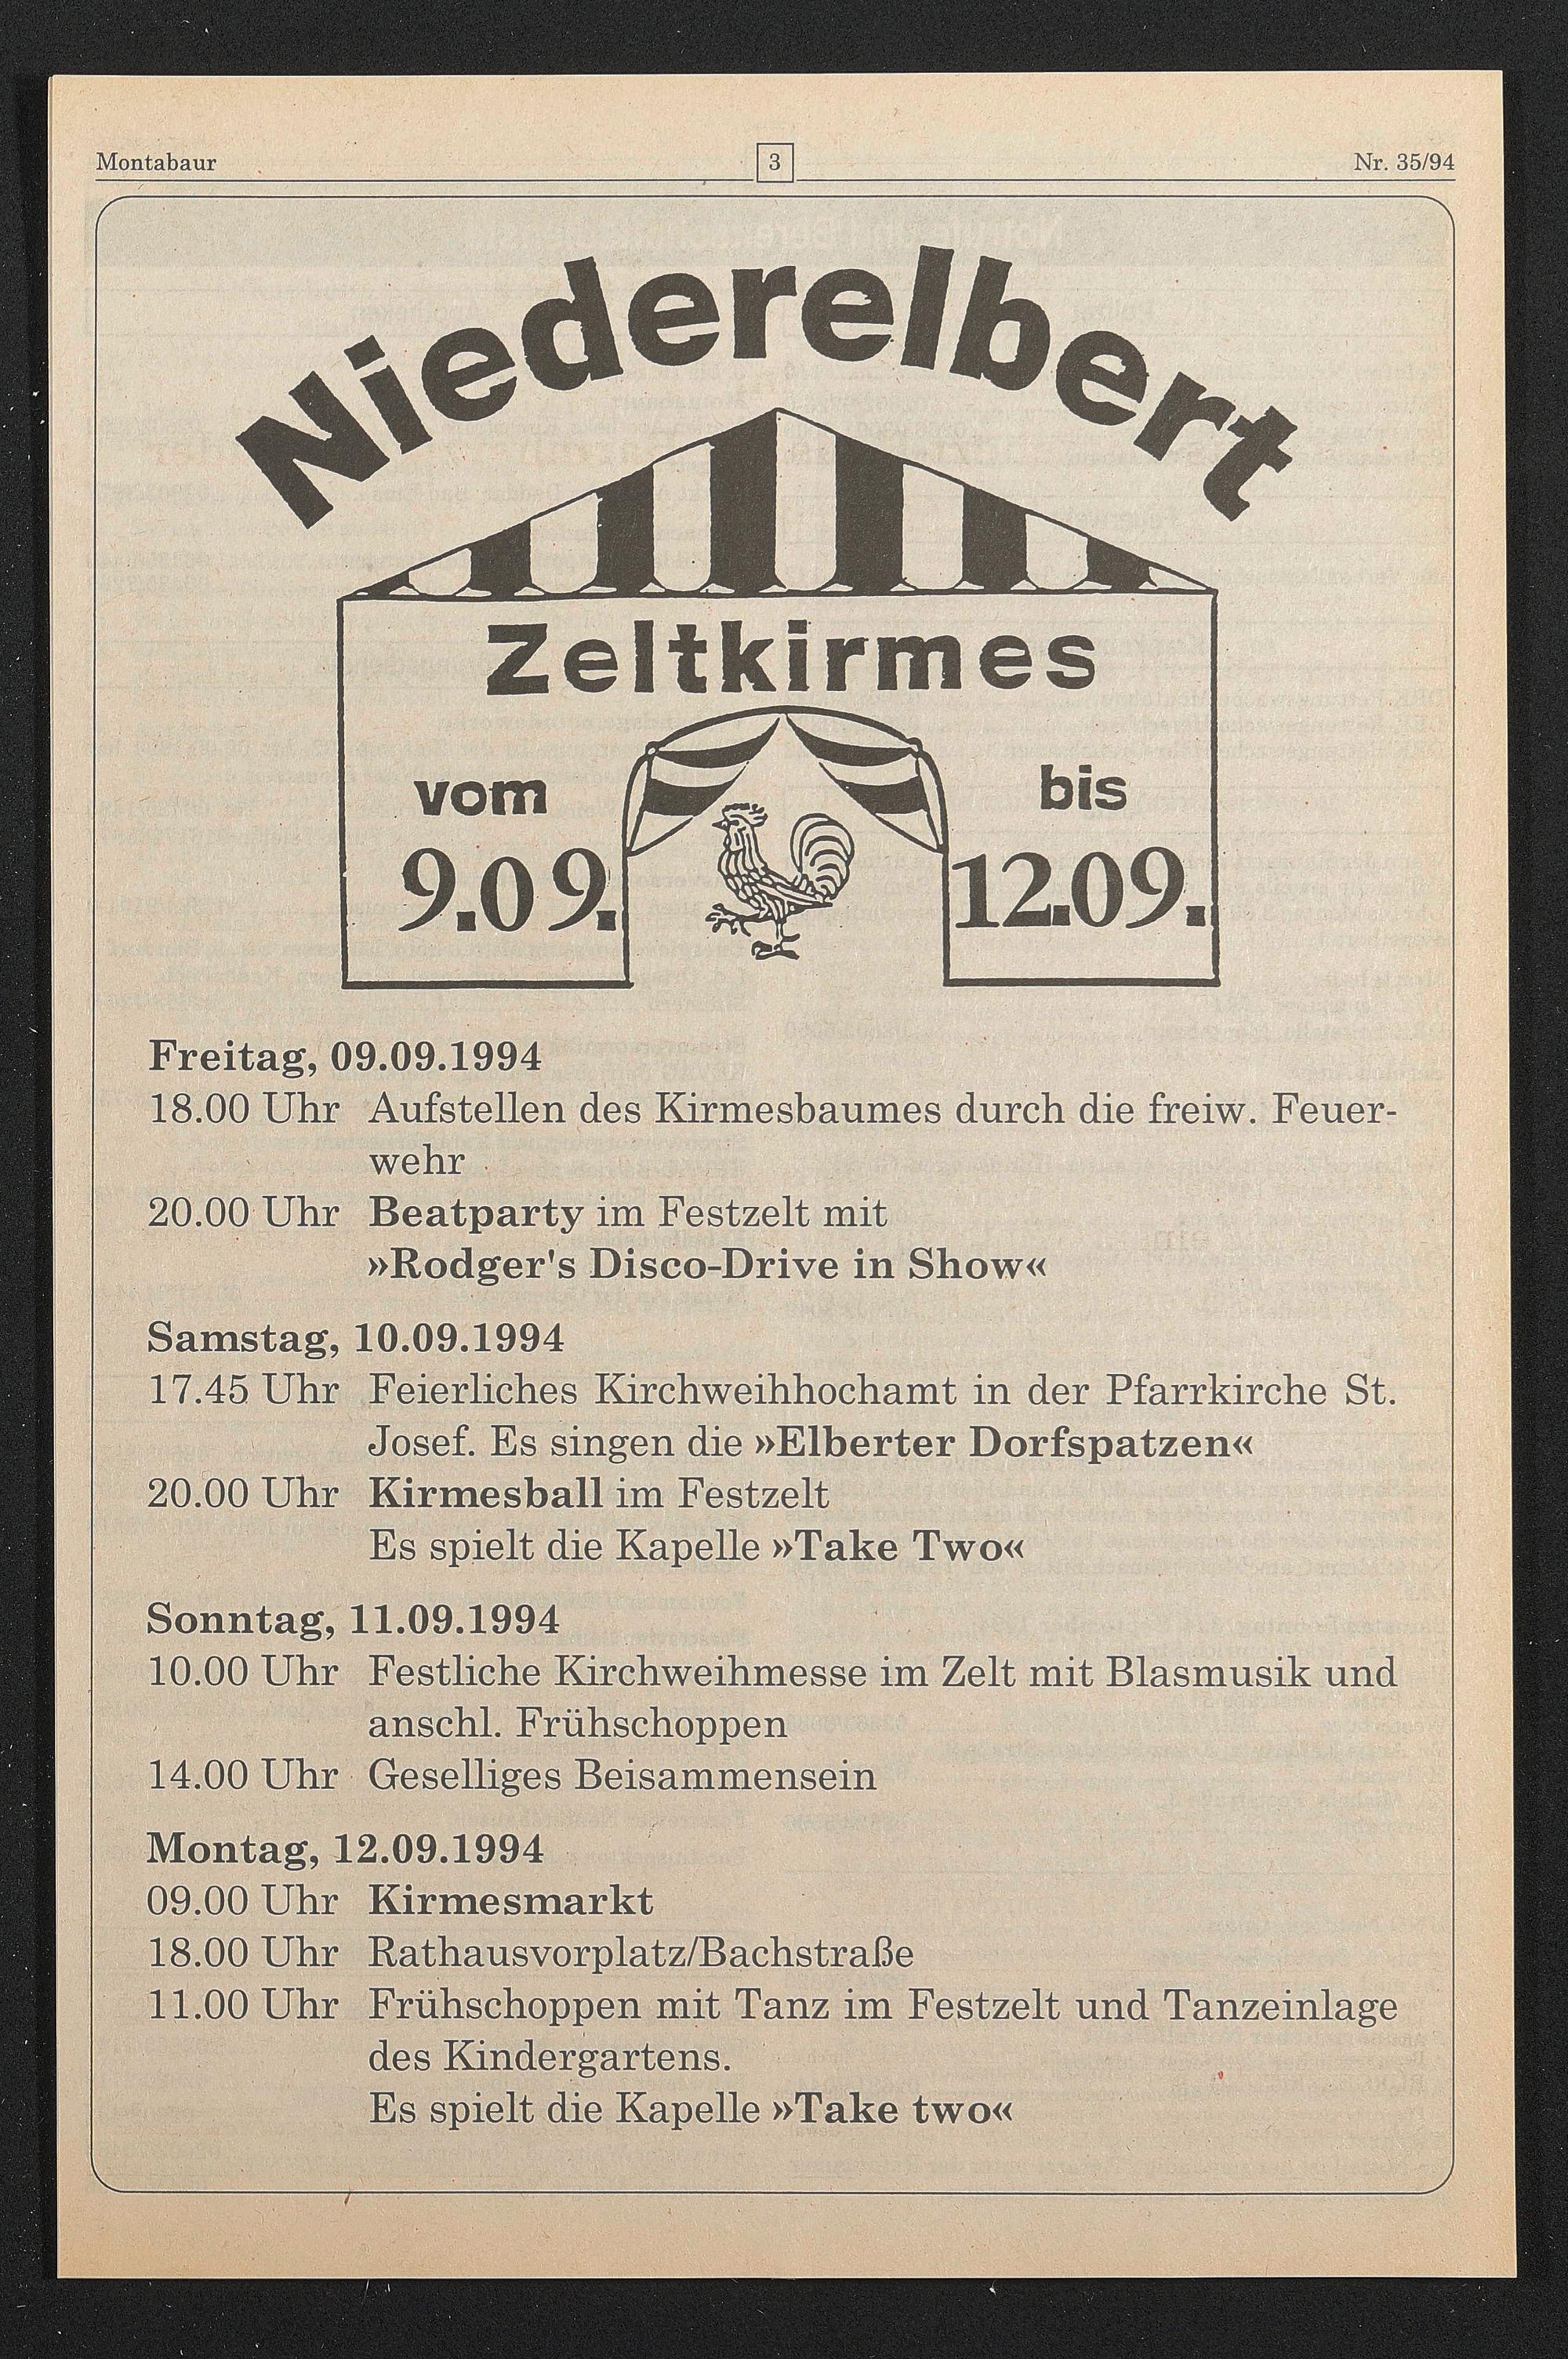 Montabaur
3
Nr. 35/94
Niederelbert
Zeltkirmes
vom
bis
9.09.
12.09.
Freitag, 09.09.1994
18.00 Uhr Aufstellen des Kirmesbaumes durch die freiw. Feuer-
wehr
20.00 Uhr Beatparty im Festzelt mit
»Rodger's Disco-Drive in Show«
Samstag, 10.09.1994
17.45 Uhr Feierliches Kirchweihhochamt in der Pfarrkirche St.
Josef. Es singen die »Elberter Dorfspatzen«
20.00 Uhr Kirmesball im Festzelt
Es spielt die Kapelle »Take Two«
Sonntag, 11.09.1994
10.00 Uhr Festliche Kirchweihmesse im Zelt mit Blasmusik und
anschl. Frühschoppen
14.00 Uhr Geselliges Beisammensein
Montag, 12.09.1994
09.00 Uhr Kirmesmarkt
18.00 Uhr Rathausvorplatz/Bachstraße
11.00 Uhr Frühschoppen mit Tanz im Festzelt und Tanzeinlage
des Kindergartens.
Es spielt die Kapelle »Take two«